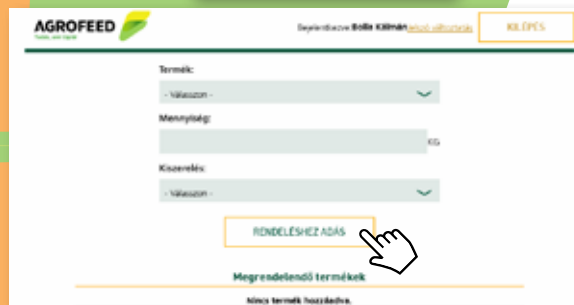 AGROFEED
Bejelentkezve Bolla Kálmán jelszó változtatás
KILÉPÉS
Termék:
- Válasszon -
Mennyiség:
KG
Kiszerelés:
- Válasszon -
RENDELÉSHEZ ADÁS
Megrendelendő termékek
Nincs termék hozzáadva.